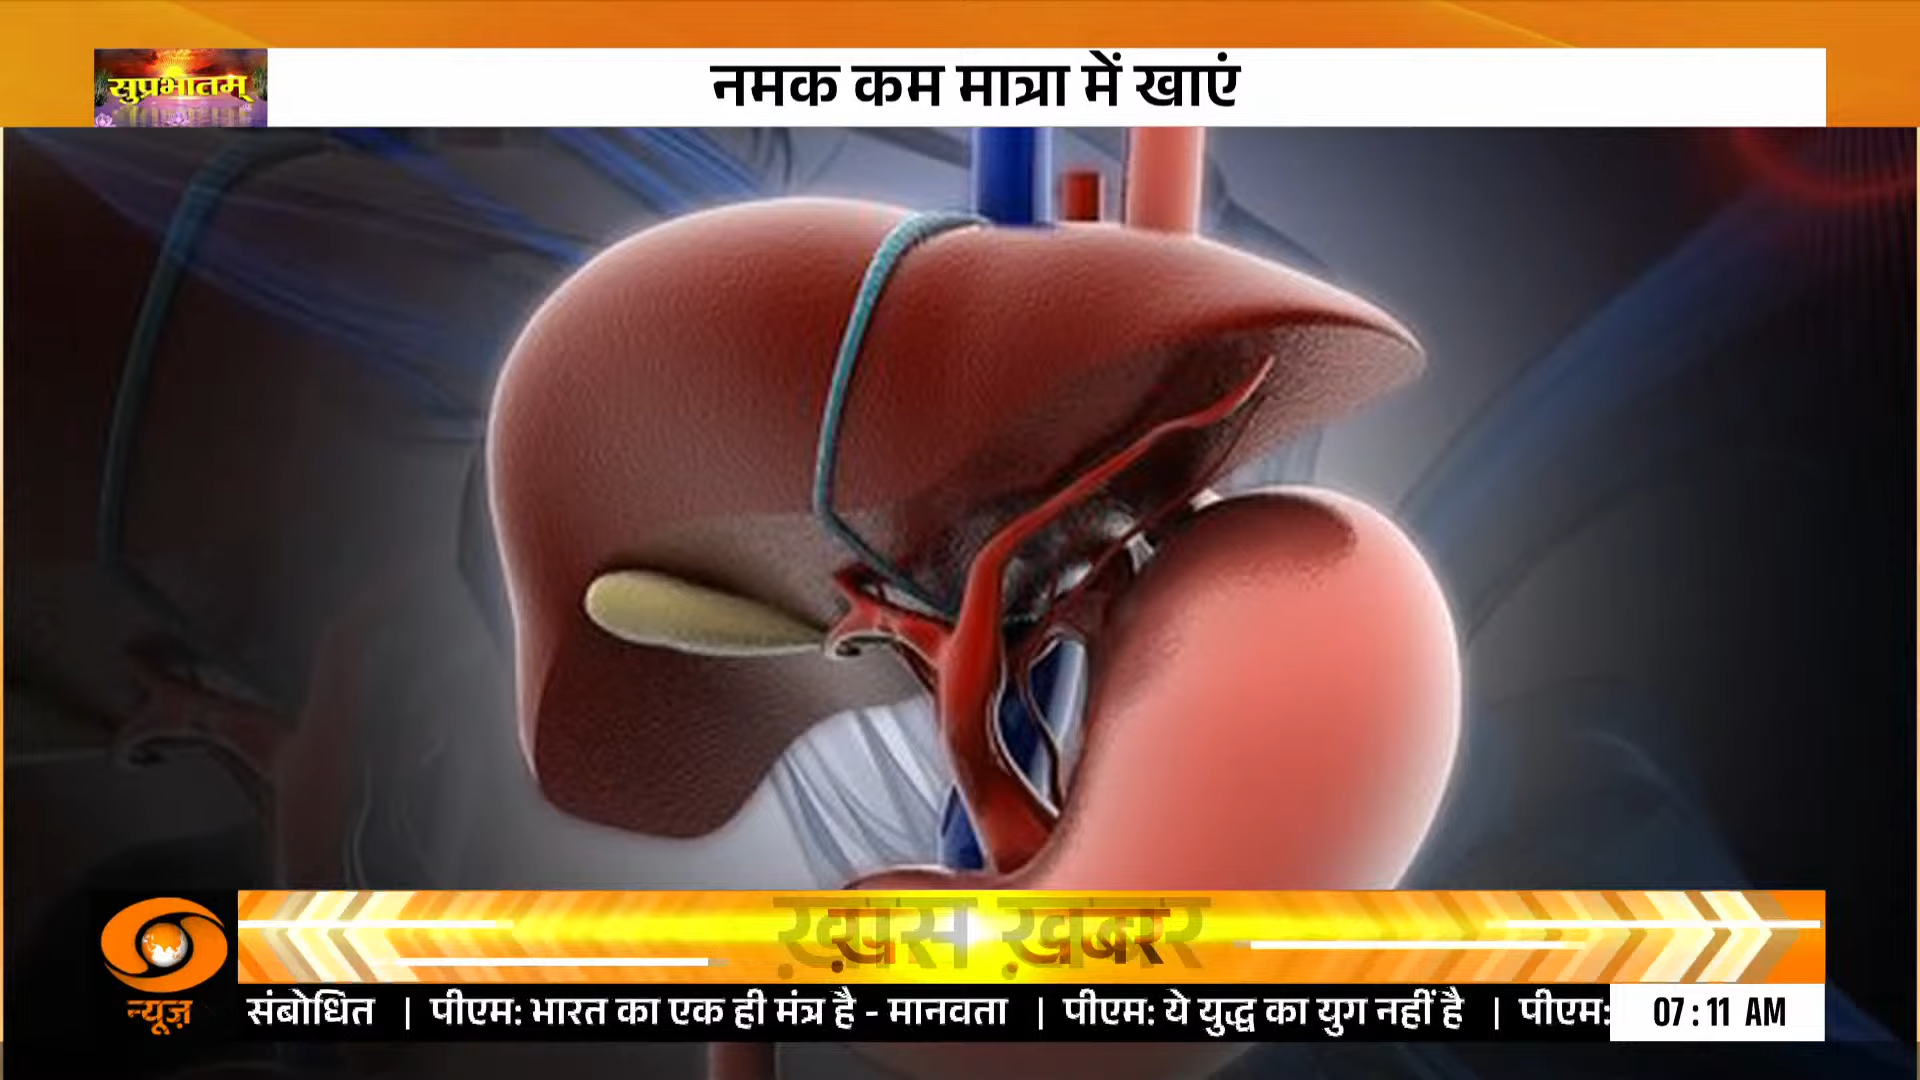 सुप्रभातम्
नमक कम मात्रा में खाएं
ख़ास ख़बर
न्यूज़
संबोधित | पीएम: भारत का एक ही मंत्र है - मानवता | पीएम: ये युद्ध का युग नहीं है | पीएम:
07:11 AM